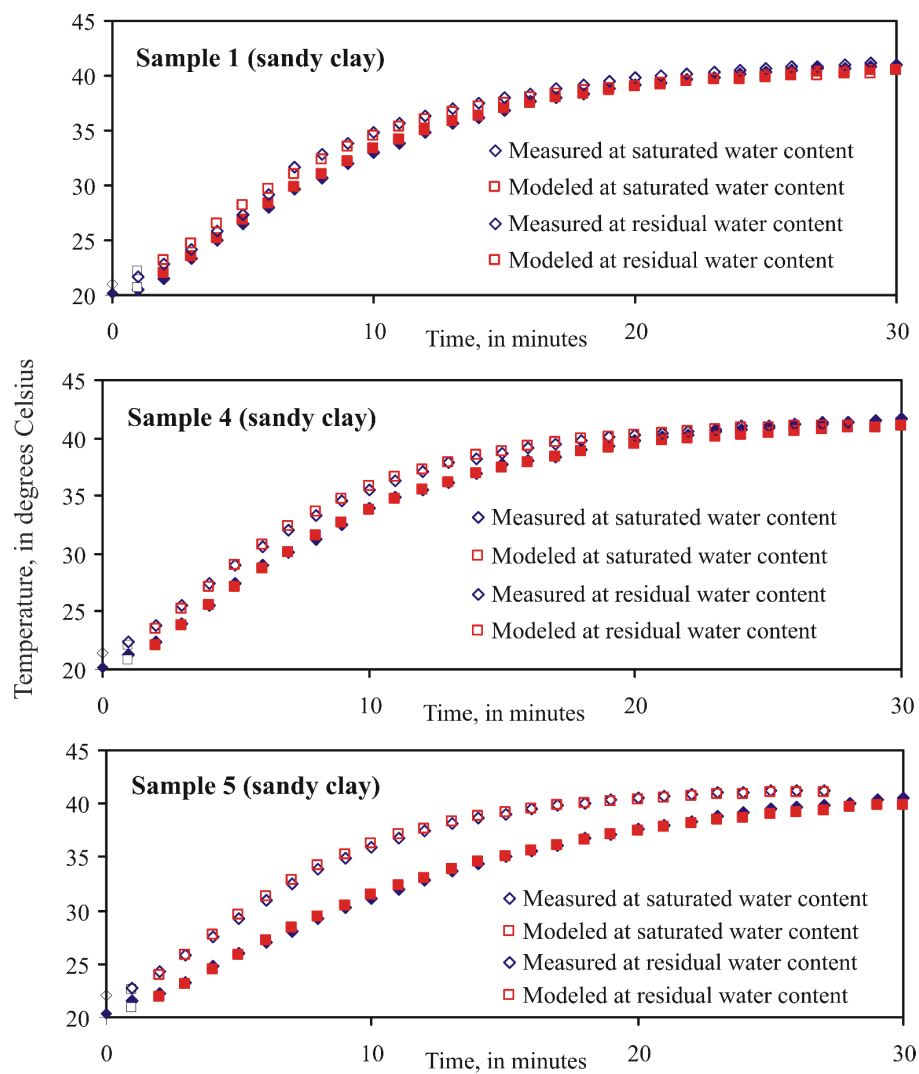 Temperature, in degrees Celsius
Sample 1 (sandy clay)
45
40
35
30
25
20
Measured at saturated water content
Modeled at saturated water content
Measured at residual water content
Modeled at residual water content
0
10
20
30
Time, in minutes
Sample 4 (sandy clay)
45
40
35
30
25
20
Measured at saturated water content
Modeled at saturated water content
Measured at residual water content
Modeled at residual water content
0
10
20
30
Time, in minutes
Sample 5 (sandy clay)
45
40
35
30
25
20
Measured at saturated water content
Modeled at saturated water content
Measured at residual water content
Modeled at residual water content
0
10
20
30
Time, in minutes